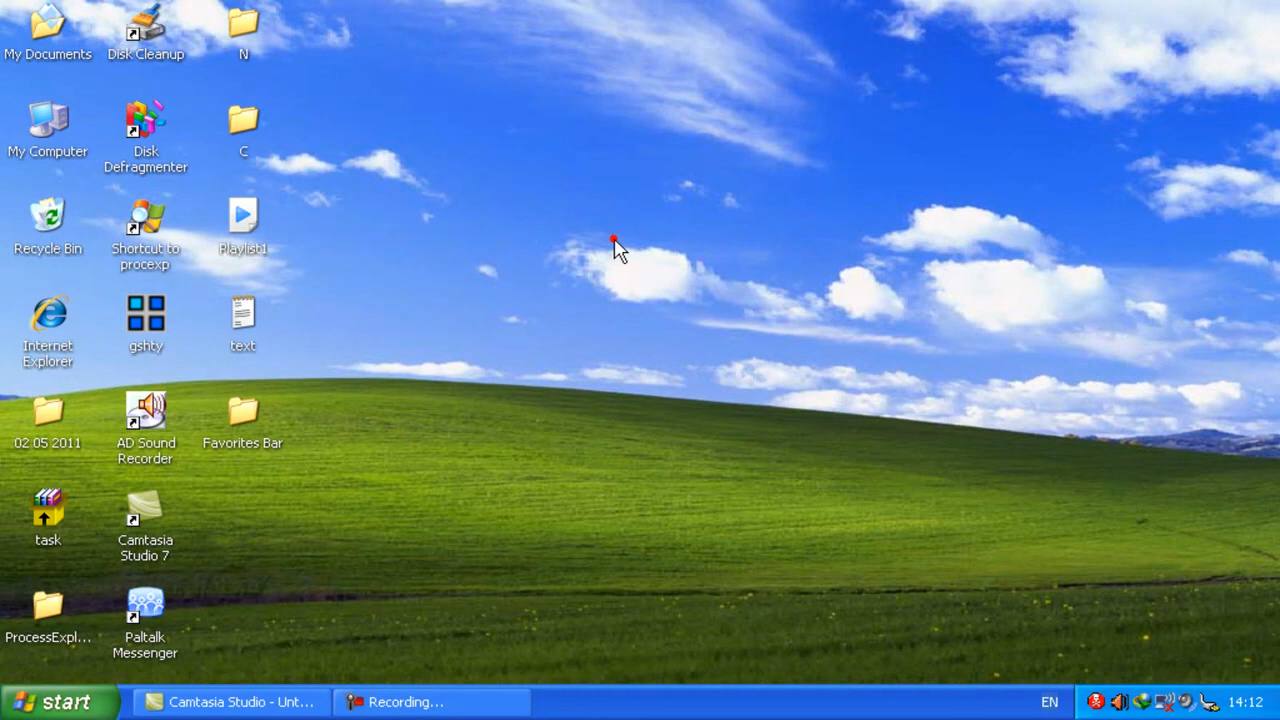 My Documents
Disk Cleanup
N
My Computer
Disk
Defragmenter
C
Recycle Bin
Shortcut to
procexp
Playlist1
Internet
Explorer
gshty
text
02 05 2011
AD Sound
Recorder
Favorites Bar
task
Camtasia
Studio 7
ProcessExpl...
Paltalk
Messenger
start
Camtasia Studio - Unt...
Recording...
EN
14:12